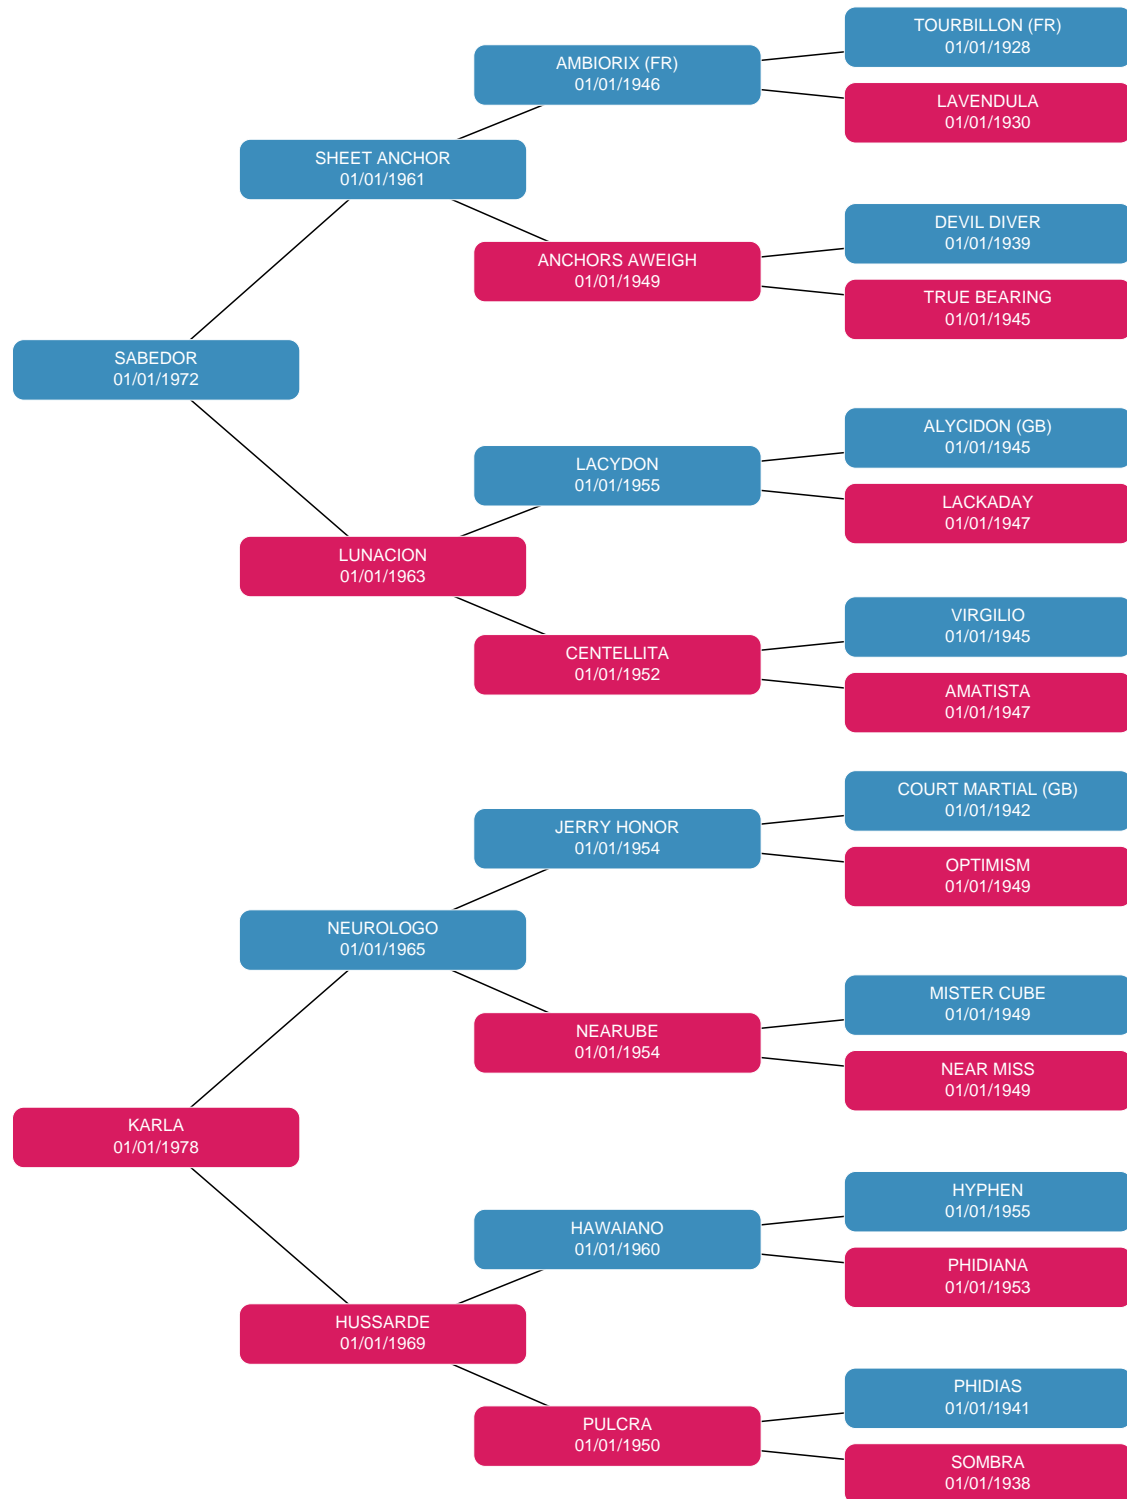 TOURBILLON (FR)
01/01/1928
AMBIORIX (FR)
01/01/1946
LAVENDULA
01/01/1930
SHEET ANCHOR
01/01/1961
DEVIL DIVER
01/01/1939
ANCHORS AWEIGH
01/01/1949
TRUE BEARING
01/01/1945
SABEDOR
01/01/1972
ALYCIDON (GB)
01/01/1945
LACYDON
01/01/1955
LACKADAY
01/01/1947
LUNACION
01/01/1963
VIRGILIO
01/01/1945
CENTELLITA
01/01/1952
AMATISTA
01/01/1947
COURT MARTIAL (GB)
01/01/1942
JERRY HONOR
01/01/1954
OPTIMISM
01/01/1949
NEUROLOGO
01/01/1965
MISTER CUBE
01/01/1949
NEARUBE
01/01/1954
NEAR MISS
01/01/1949
KARLA
01/01/1978
HYPHEN
01/01/1955
HAWAIANO
01/01/1960
PHIDIANA
01/01/1953
HUSSARDE
01/01/1969
PHIDIAS
01/01/1941
PULCRA
01/01/1950
SOMBRA
01/01/1938